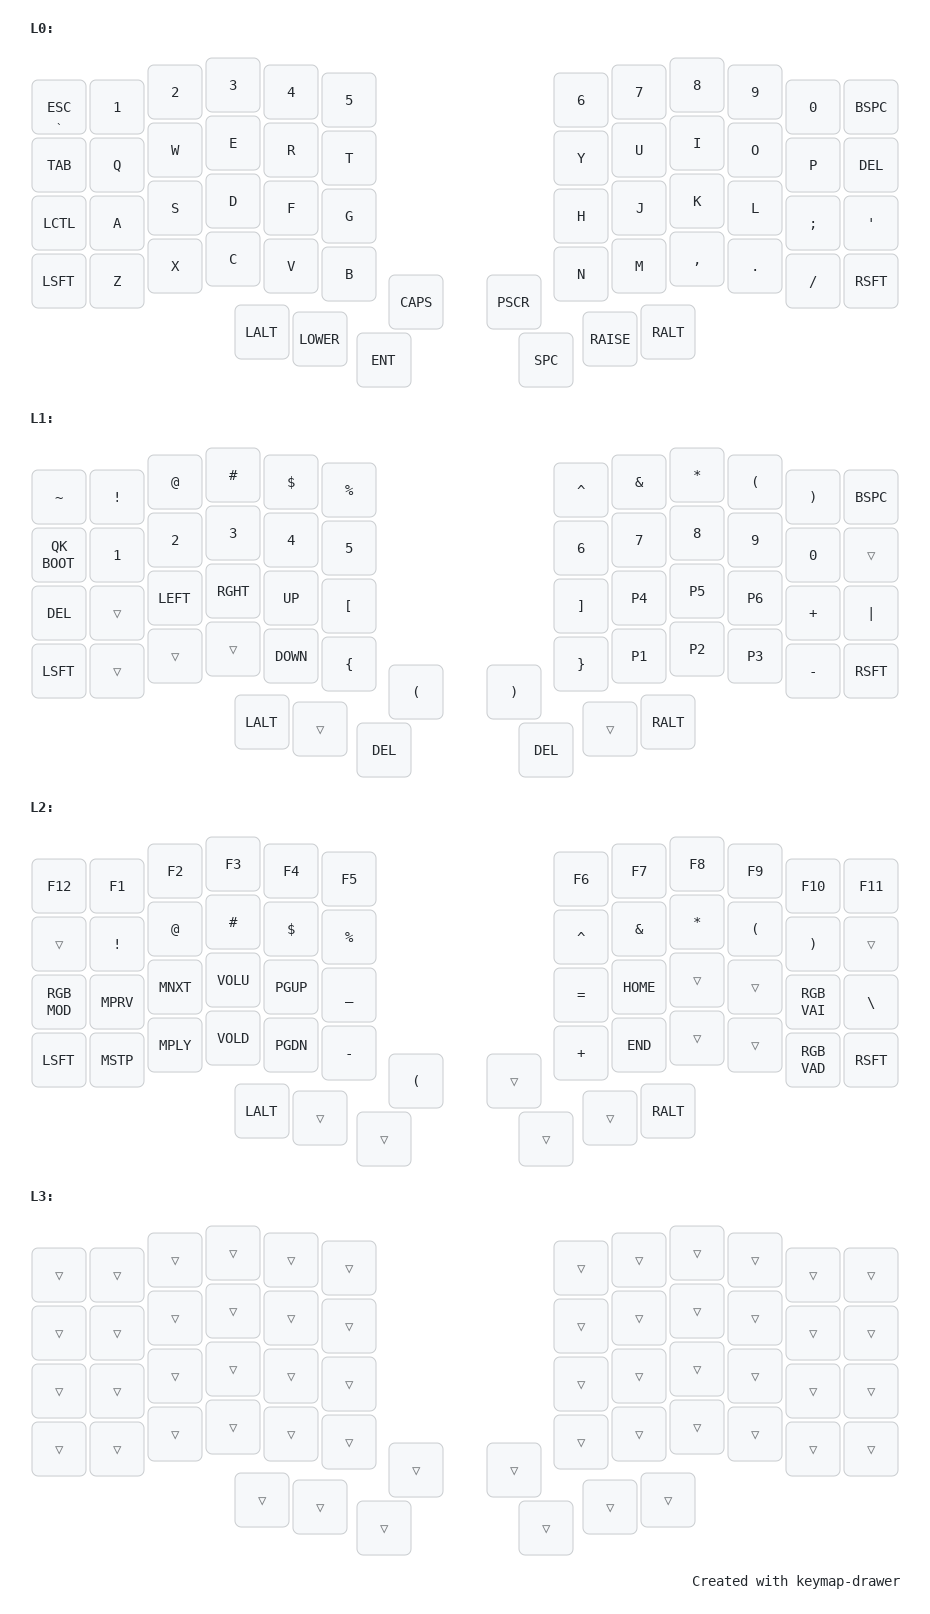 L0:
ESC 1 2 3 4 5 6 7 8 9 0 BSPC
`
TAB Q W E R T Y U I O P DEL
LCTL A S D F G H J K L ; '
LSFT Z X C V B N M , . / RSFT
CAPS PSCR
LALT LOWER ENT SPC RAISE RALT
L1:
~ ! @ # $ % ^ & * ( ) BSPC
QK BOOT 1 2 3 4 5 6 7 8 9 0 ▽
DEL ▽ LEFT RGHT UP [ ] P4 P5 P6 + |
LSFT ▽ ▽ ▽ DOWN { } P1 P2 P3 - RSFT
( )
LALT ▽ DEL DEL ▽ RALT
L2:
F12 F1 F2 F3 F4 F5 F6 F7 F8 F9 F10 F11
▽ ! @ # $ % ^ & * ( ) ▽
RGB MOD MPRV MNXT VOLU PGUP _ = HOME ▽ ▽ RGB VAI \
LSFT MSTP MPLY VOLD PGDN - + END ▽ ▽ RGB VAD RSFT
( ▽
LALT ▽ ▽ ▽ ▽ RALT
L3:
▽ ▽ ▽ ▽ ▽ ▽ ▽ ▽ ▽ ▽ ▽ ▽
▽ ▽ ▽ ▽ ▽ ▽ ▽ ▽ ▽ ▽ ▽ ▽
▽ ▽ ▽ ▽ ▽ ▽ ▽ ▽ ▽ ▽ ▽ ▽
▽ ▽ ▽ ▽ ▽ ▽ ▽ ▽ ▽ ▽ ▽ ▽
▽ ▽
▽ ▽ ▽ ▽ ▽ ▽
Created with keymap-drawer